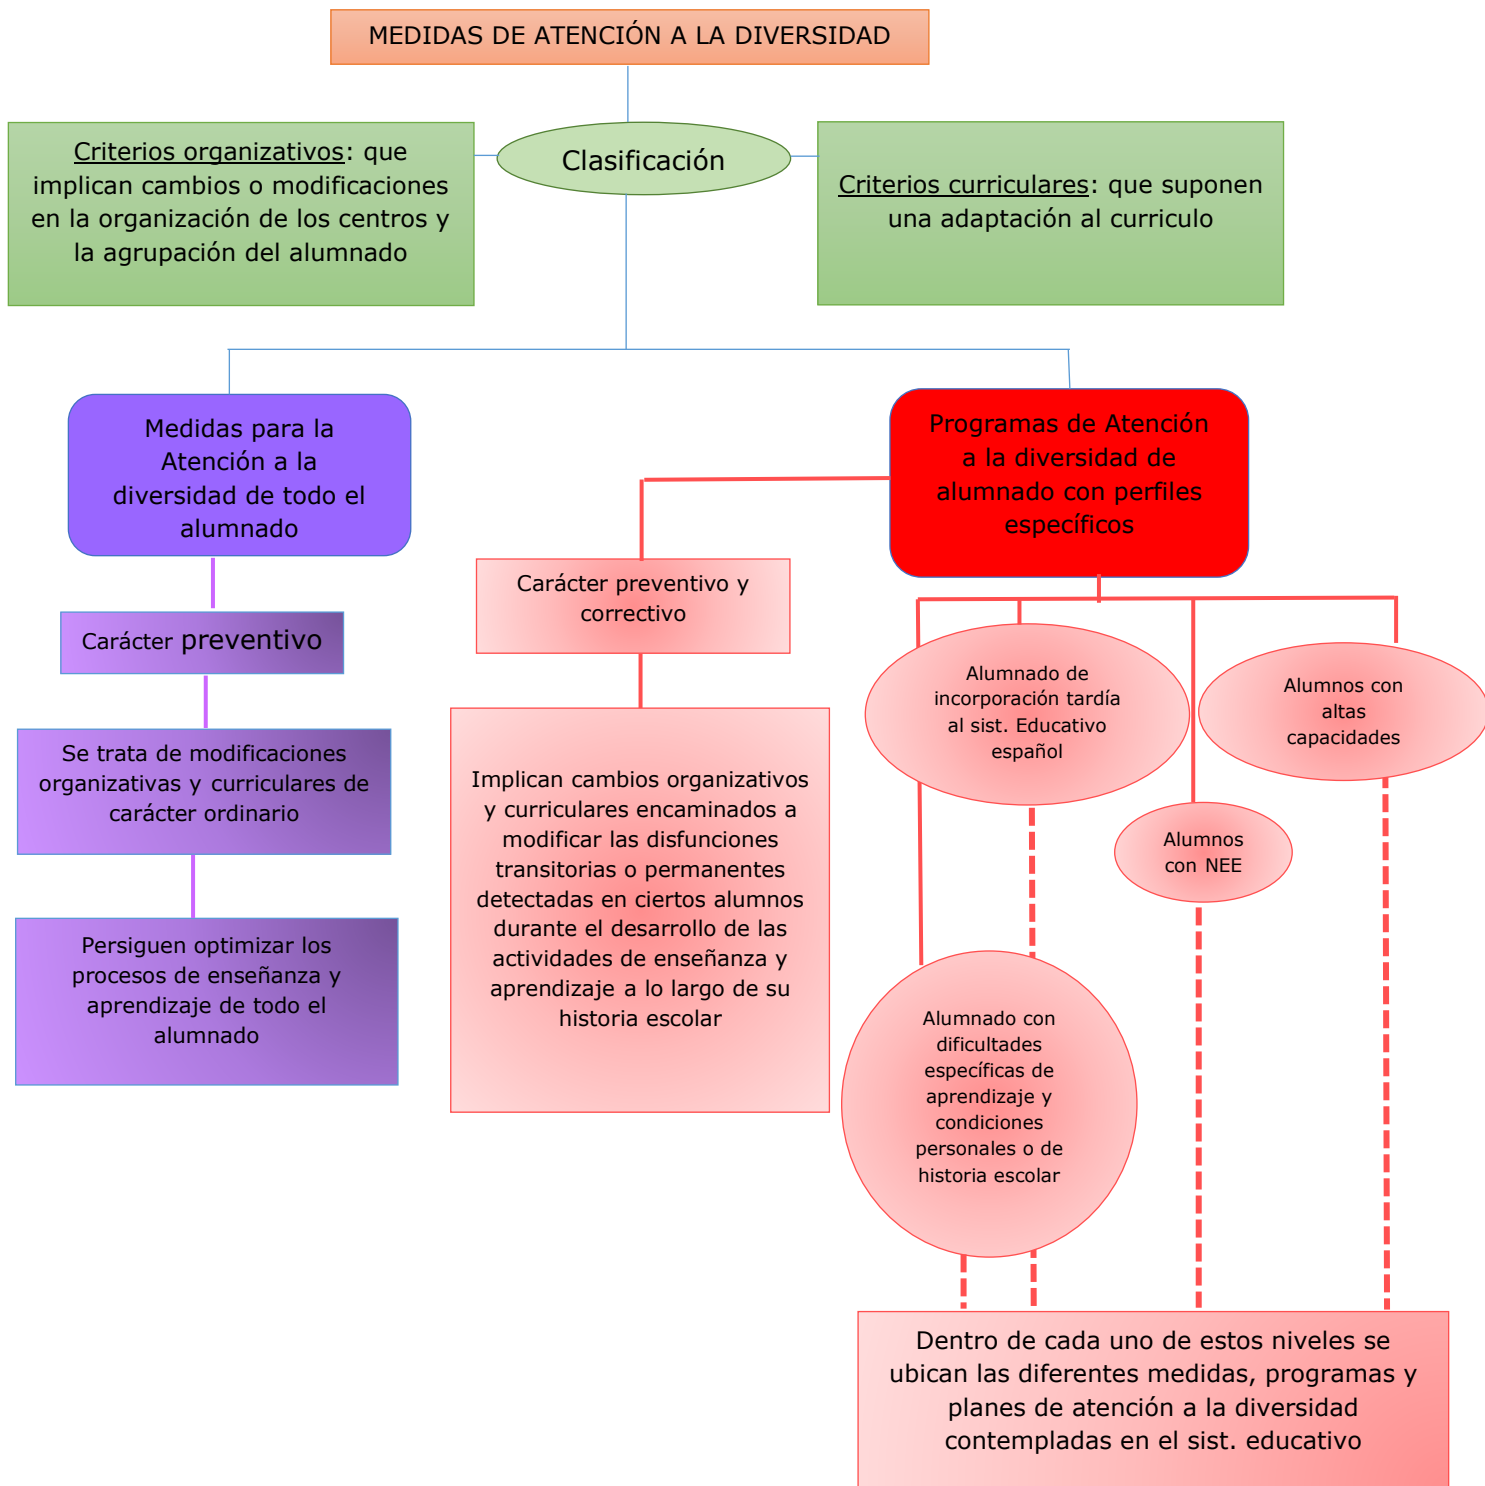 MEDIDAS DE ATENCIÓN A LA DIVERSIDAD
Clasificación
Criterios organizativos: que
implican cambios o modificaciones
en la organización de los centros y
la agrupación del alumnado
Criterios curriculares: que suponen
una adaptación al curriculo
Medidas para la
Atención a la
diversidad de todo el
alumnado
Carácter preventivo
Se trata de modificaciones
organizativas y curriculares de
carácter ordinario
Persiguen optimizar los
procesos de enseñanza y
aprendizaje de todo el
alumnado
Programas de Atención
a la diversidad de
alumnado con perfiles
específicos
Carácter preventivo y
correctivo
Implican cambios organizativos
y curriculares encaminados a
modificar las disfunciones
transitorias o permanentes
detectadas en ciertos alumnos
durante el desarrollo de las
actividades de enseñanza y
aprendizaje a lo largo de su
historia escolar
Alumnado de
incorporación tardía
al sist. Educativo
español
Alumnos con
altas
capacidades
Alumnos
con NEE
Alumnado con
dificultades
específicas de
aprendizaje y
condiciones
personales o de
historia escolar
Dentro de cada uno de estos niveles se
ubican las diferentes medidas, programas y
planes de atención a la diversidad
contempladas en el sist. educativo